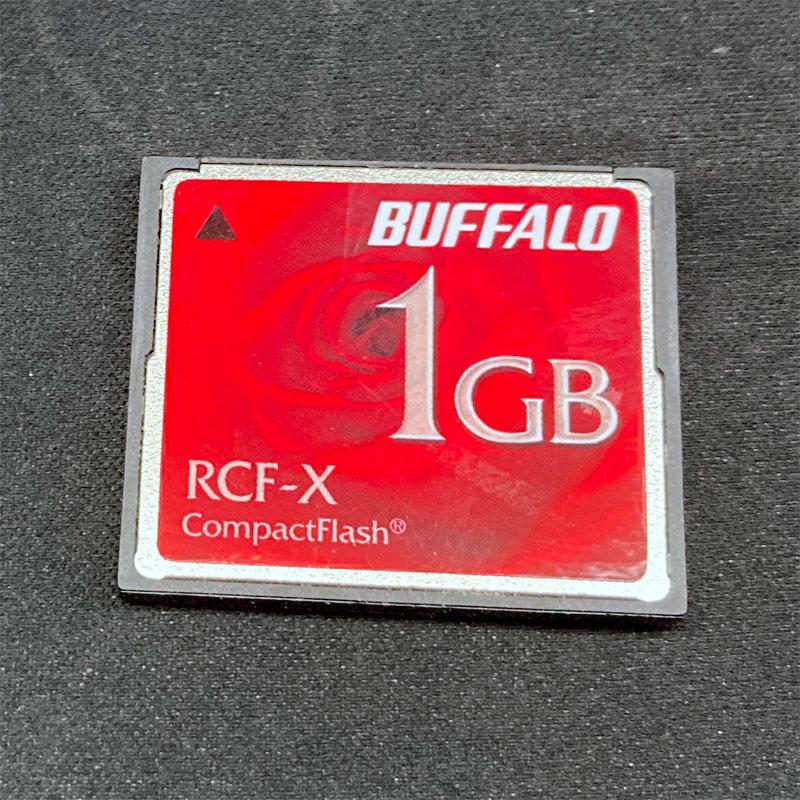 BUFFALO
1GB
RCF-X
CompactFlash®